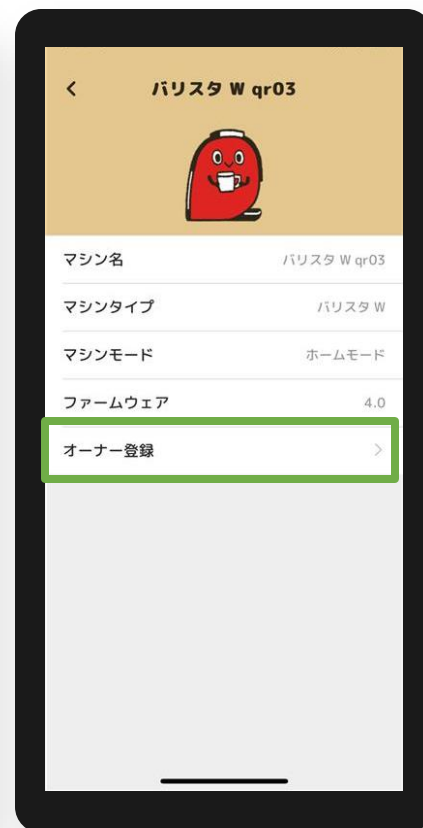 バリスタ W qr03
マシン名 バリスタ W qr03
マシンタイプ バリスタ W
マシンモード ホームモード
ファームウェア 4.0
オーナー登録